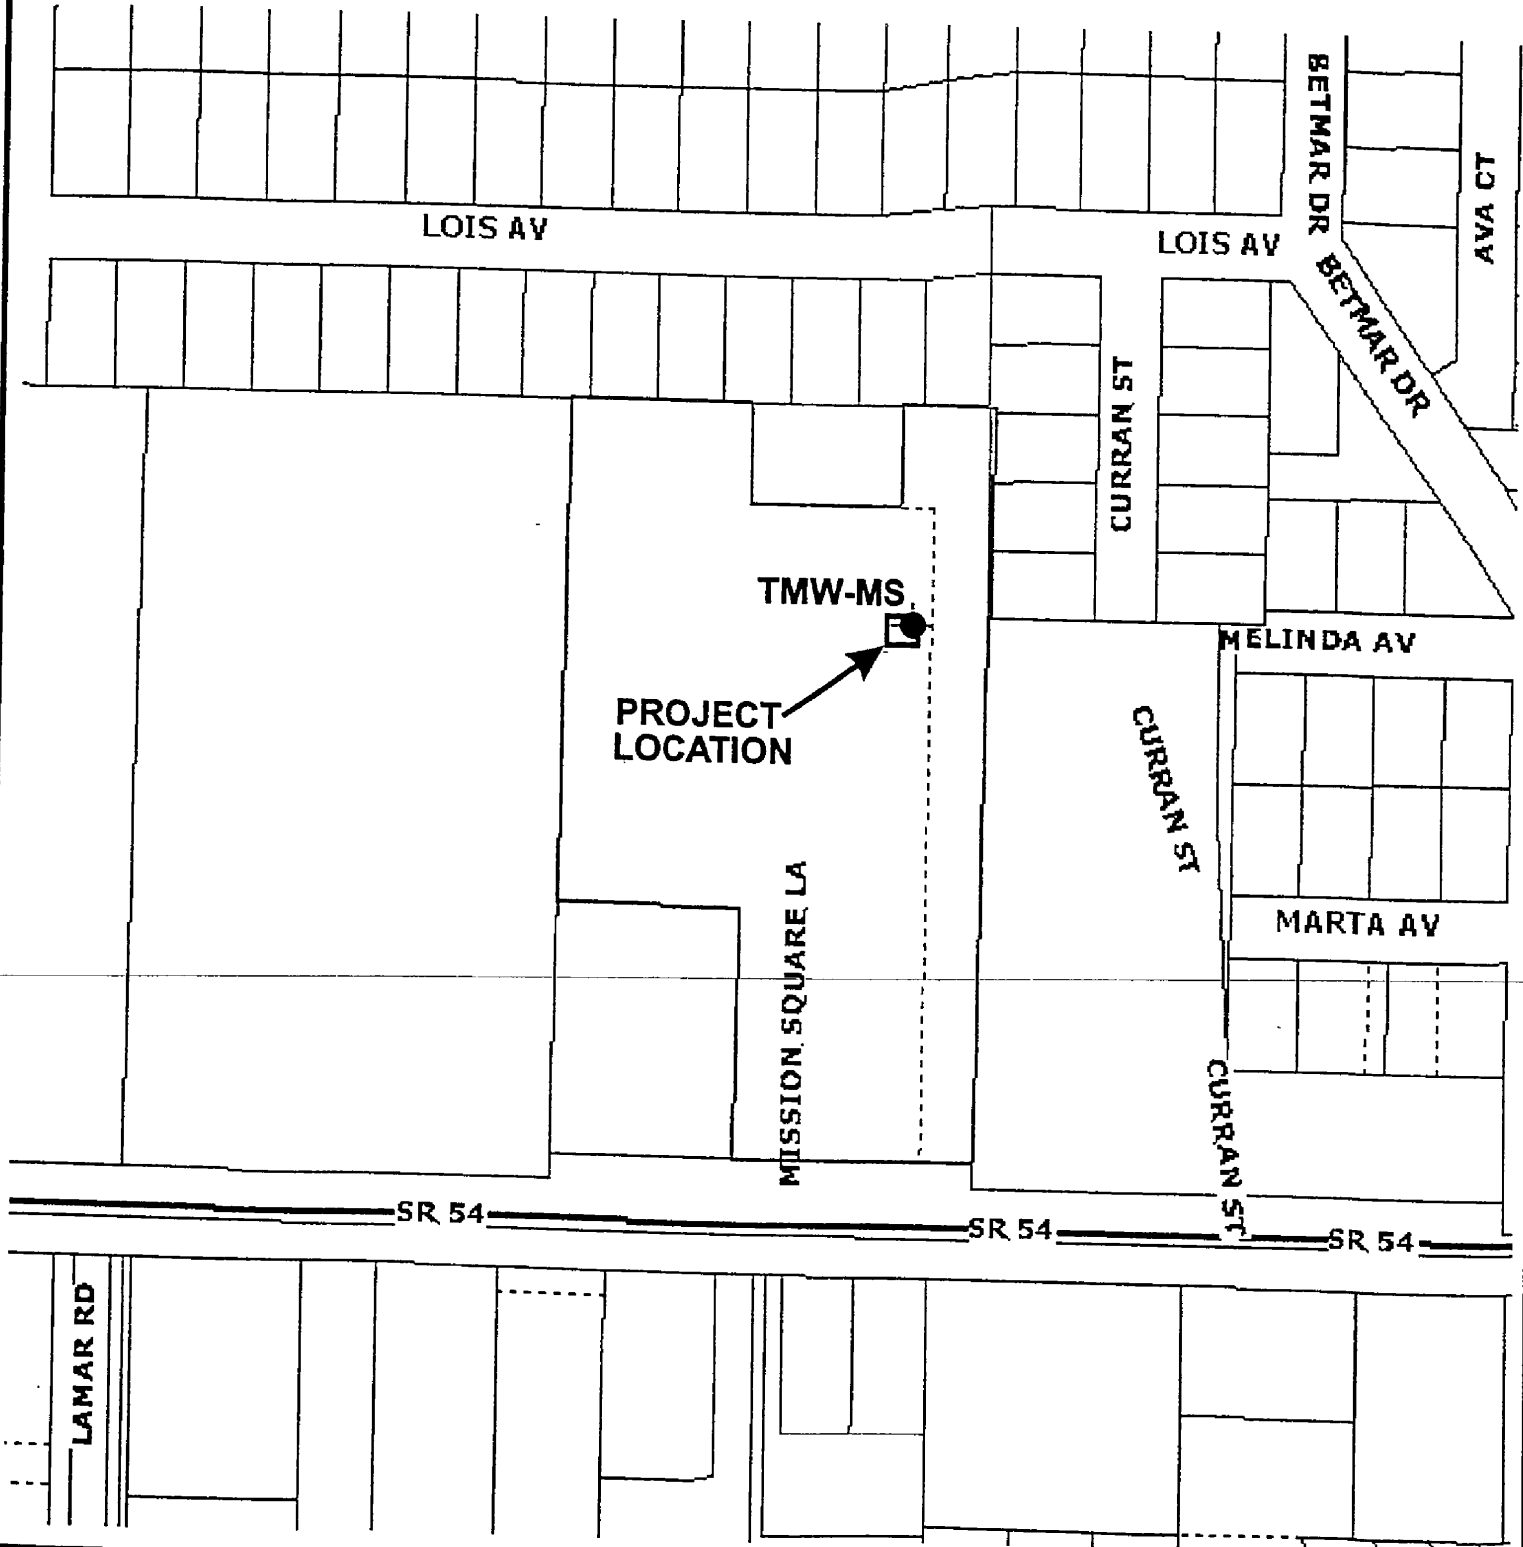 BETMAR DR
AVA CT
LOIS AV
LOIS AV
BETMAR DR
CURRAN ST
TMW-MS
MELINDA AV
PROJECT
LOCATION
CURRAN ST
MISSION SQUARE LA
MARTA AV
CURRAN ST
SR 54
SR 54
SR 54
LAMAR RD